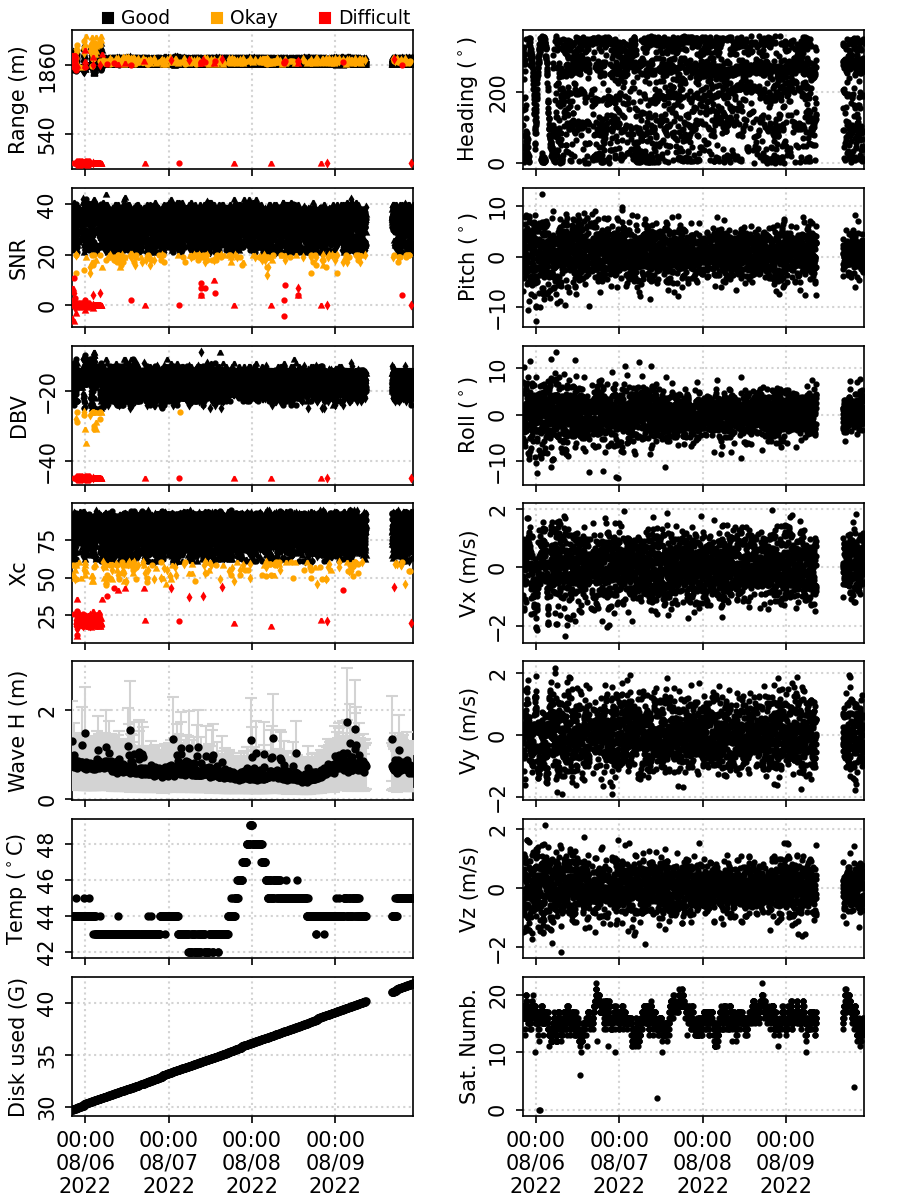 Good Okay Difficult
Range (m)
1860
540
Heading (°)
200
0
SNR
40
20
0
Pitch (°)
10
0
−10
DBV
−20
−40
Roll (°)
10
0
−10
Xc
75
50
25
Vx (m/s)
2
0
−2
Wave H (m)
2
0
Vy (m/s)
2
0
−2
Temp (°C)
48
46
44
42
Vz (m/s)
2
0
−2
Disk used (G)
40
35
30
Sat. Numb.
20
10
0
00:00 00:00 00:00 00:00
08/06 08/07 08/08 08/09
2022 2022 2022 2022
00:00 00:00 00:00 00:00
08/06 08/07 08/08 08/09
2022 2022 2022 2022